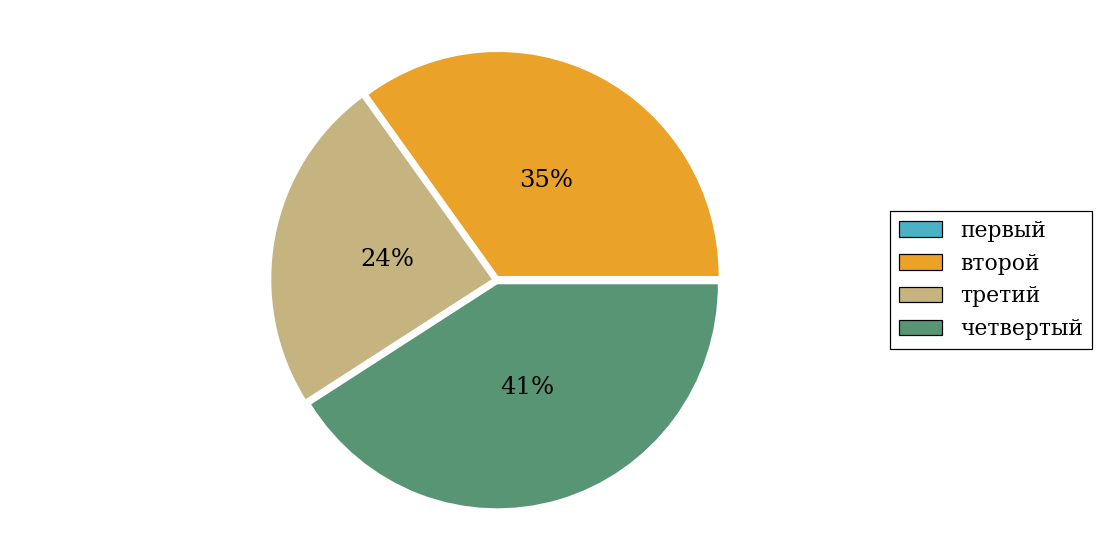 35%
24%
41%
первый
второй
третий
четвертый